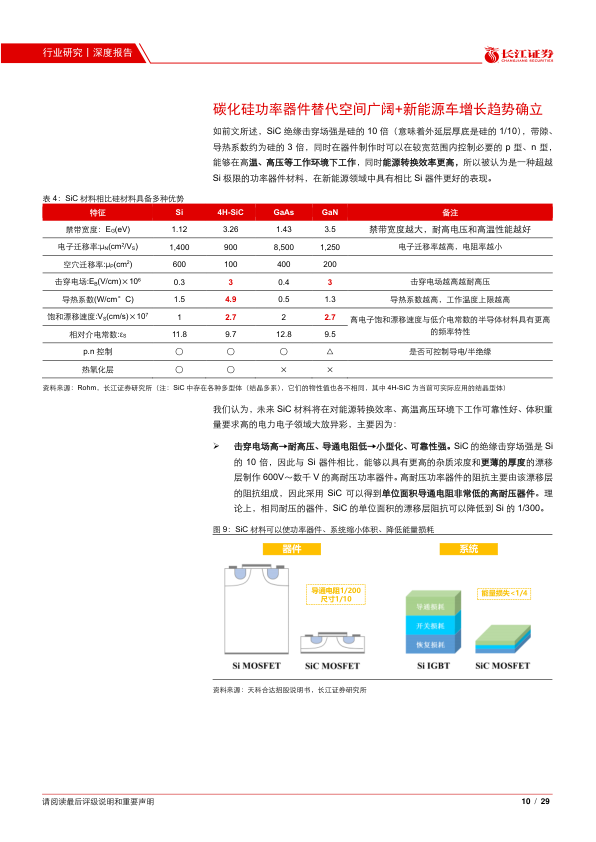 行业研究丨深度报告
长江证券
CHANGJIANG SECURITIES
碳化硅功率器件替代空间广阔+新能源车增长趋势确立
如前文所述，SiC 绝缘击穿场强是硅的 10 倍（意味着外延层厚底是硅的 1/10），带隙、
导热系数约为硅的 3 倍，同时在器件制作时可以在较宽范围内控制必要的 p 型、n 型，
能够在高温、高压等工作环境下工作，同时能源转换效率更高，所以被认为是一种超越
Si 极限的功率器件材料，在新能源领域中具有相比 Si 器件更好的表现。
表 4：SiC 材料相比硅材料具备多种优势
特征 Si 4H-SiC GaAs GaN 备注
禁带宽度：EG(eV) 1.12 3.26 1.43 3.5 禁带宽度越大，耐高电压和高温性能越好
电子迁移率:μN(cm²/VS) 1,400 900 8,500 1,250 电子迁移率越高，电阻率越小
空穴迁移率:μP(cm²) 600 100 400 200
击穿电场:EB(V/cm)×10⁶ 0.3 3 0.4 3 击穿电场越高越耐高压
导热系数(W/cm°C) 1.5 4.9 0.5 1.3 导热系数越高，工作温度上限越高
饱和漂移速度:VS(cm/s)×10⁷ 1 2.7 2 2.7 高电子饱和漂移速度与低介电常数的半导体材料具有更高
的频率特性
相对介电常数:εS 11.8 9.7 12.8 9.5
p.n 控制 ○ ○ ○ △ 是否可控制导电/半绝缘
热氧化层 ○ ○ × ×
资料来源：Rohm，长江证券研究所（注：SiC 中存在各种多型体（结晶多系），它们的特性值也各不相同，其中 4H-SiC 为当前可实际应用的结晶型体）
我们认为，未来 SiC 材料将在对能源转换效率、高温高压环境下工作可靠性好、体积重
量要求高的电力电子领域大放异彩，主要因为：
➢ 击穿电场高→耐高压、导通电阻低→小型化、可靠性强。SiC 的绝缘击穿场强是 Si
的 10 倍，因此与 Si 器件相比，能够以具有更高的杂质浓度和更薄的厚度的漂移
层制作出 600V～数千 V 的高耐压功率器件。高耐压功率器件的阻抗主要由该漂移层
的阻抗组成，因此采用 SiC 可以得到单位面积导通电阻非常低的高耐压器件。理
论上，相同耐压的器件，SiC 的单位面积的漂移层阻抗可以降低到 Si 的 1/300。
图 9：SiC 材料可以使功率器件、系统缩小体积、降低能量损耗
器件 系统
导通电阻1/200
尺寸1/10
能量损失<1/4
导通损耗
开关损耗
恢复损耗
Si MOSFET SiC MOSFET Si IGBT SiC MOSFET
资料来源：天科合达招股说明书，长江证券研究所
请阅读最后评级说明和重要声明 10 / 29